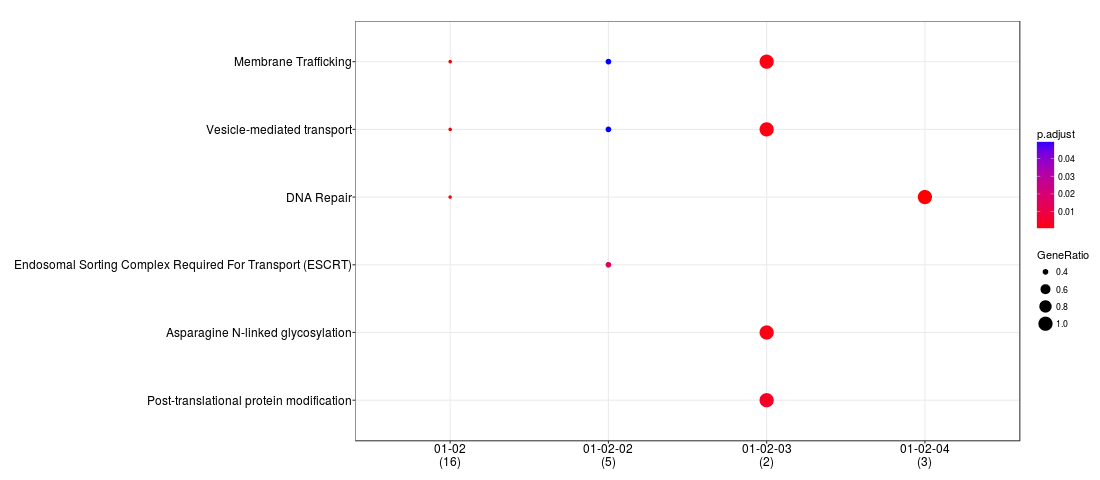 Membrane Trafficking
Vesicle-mediated transport
DNA Repair
Endosomal Sorting Complex Required For Transport (ESCRT)
Asparagine N-linked glycosylation
Post-translational protein modification
01-02
(16)
01-02-02
(5)
01-02-03
(2)
01-02-04
(3)
p.adjust
0.04
0.03
0.02
0.01
GeneRatio
0.4
0.6
0.8
1.0